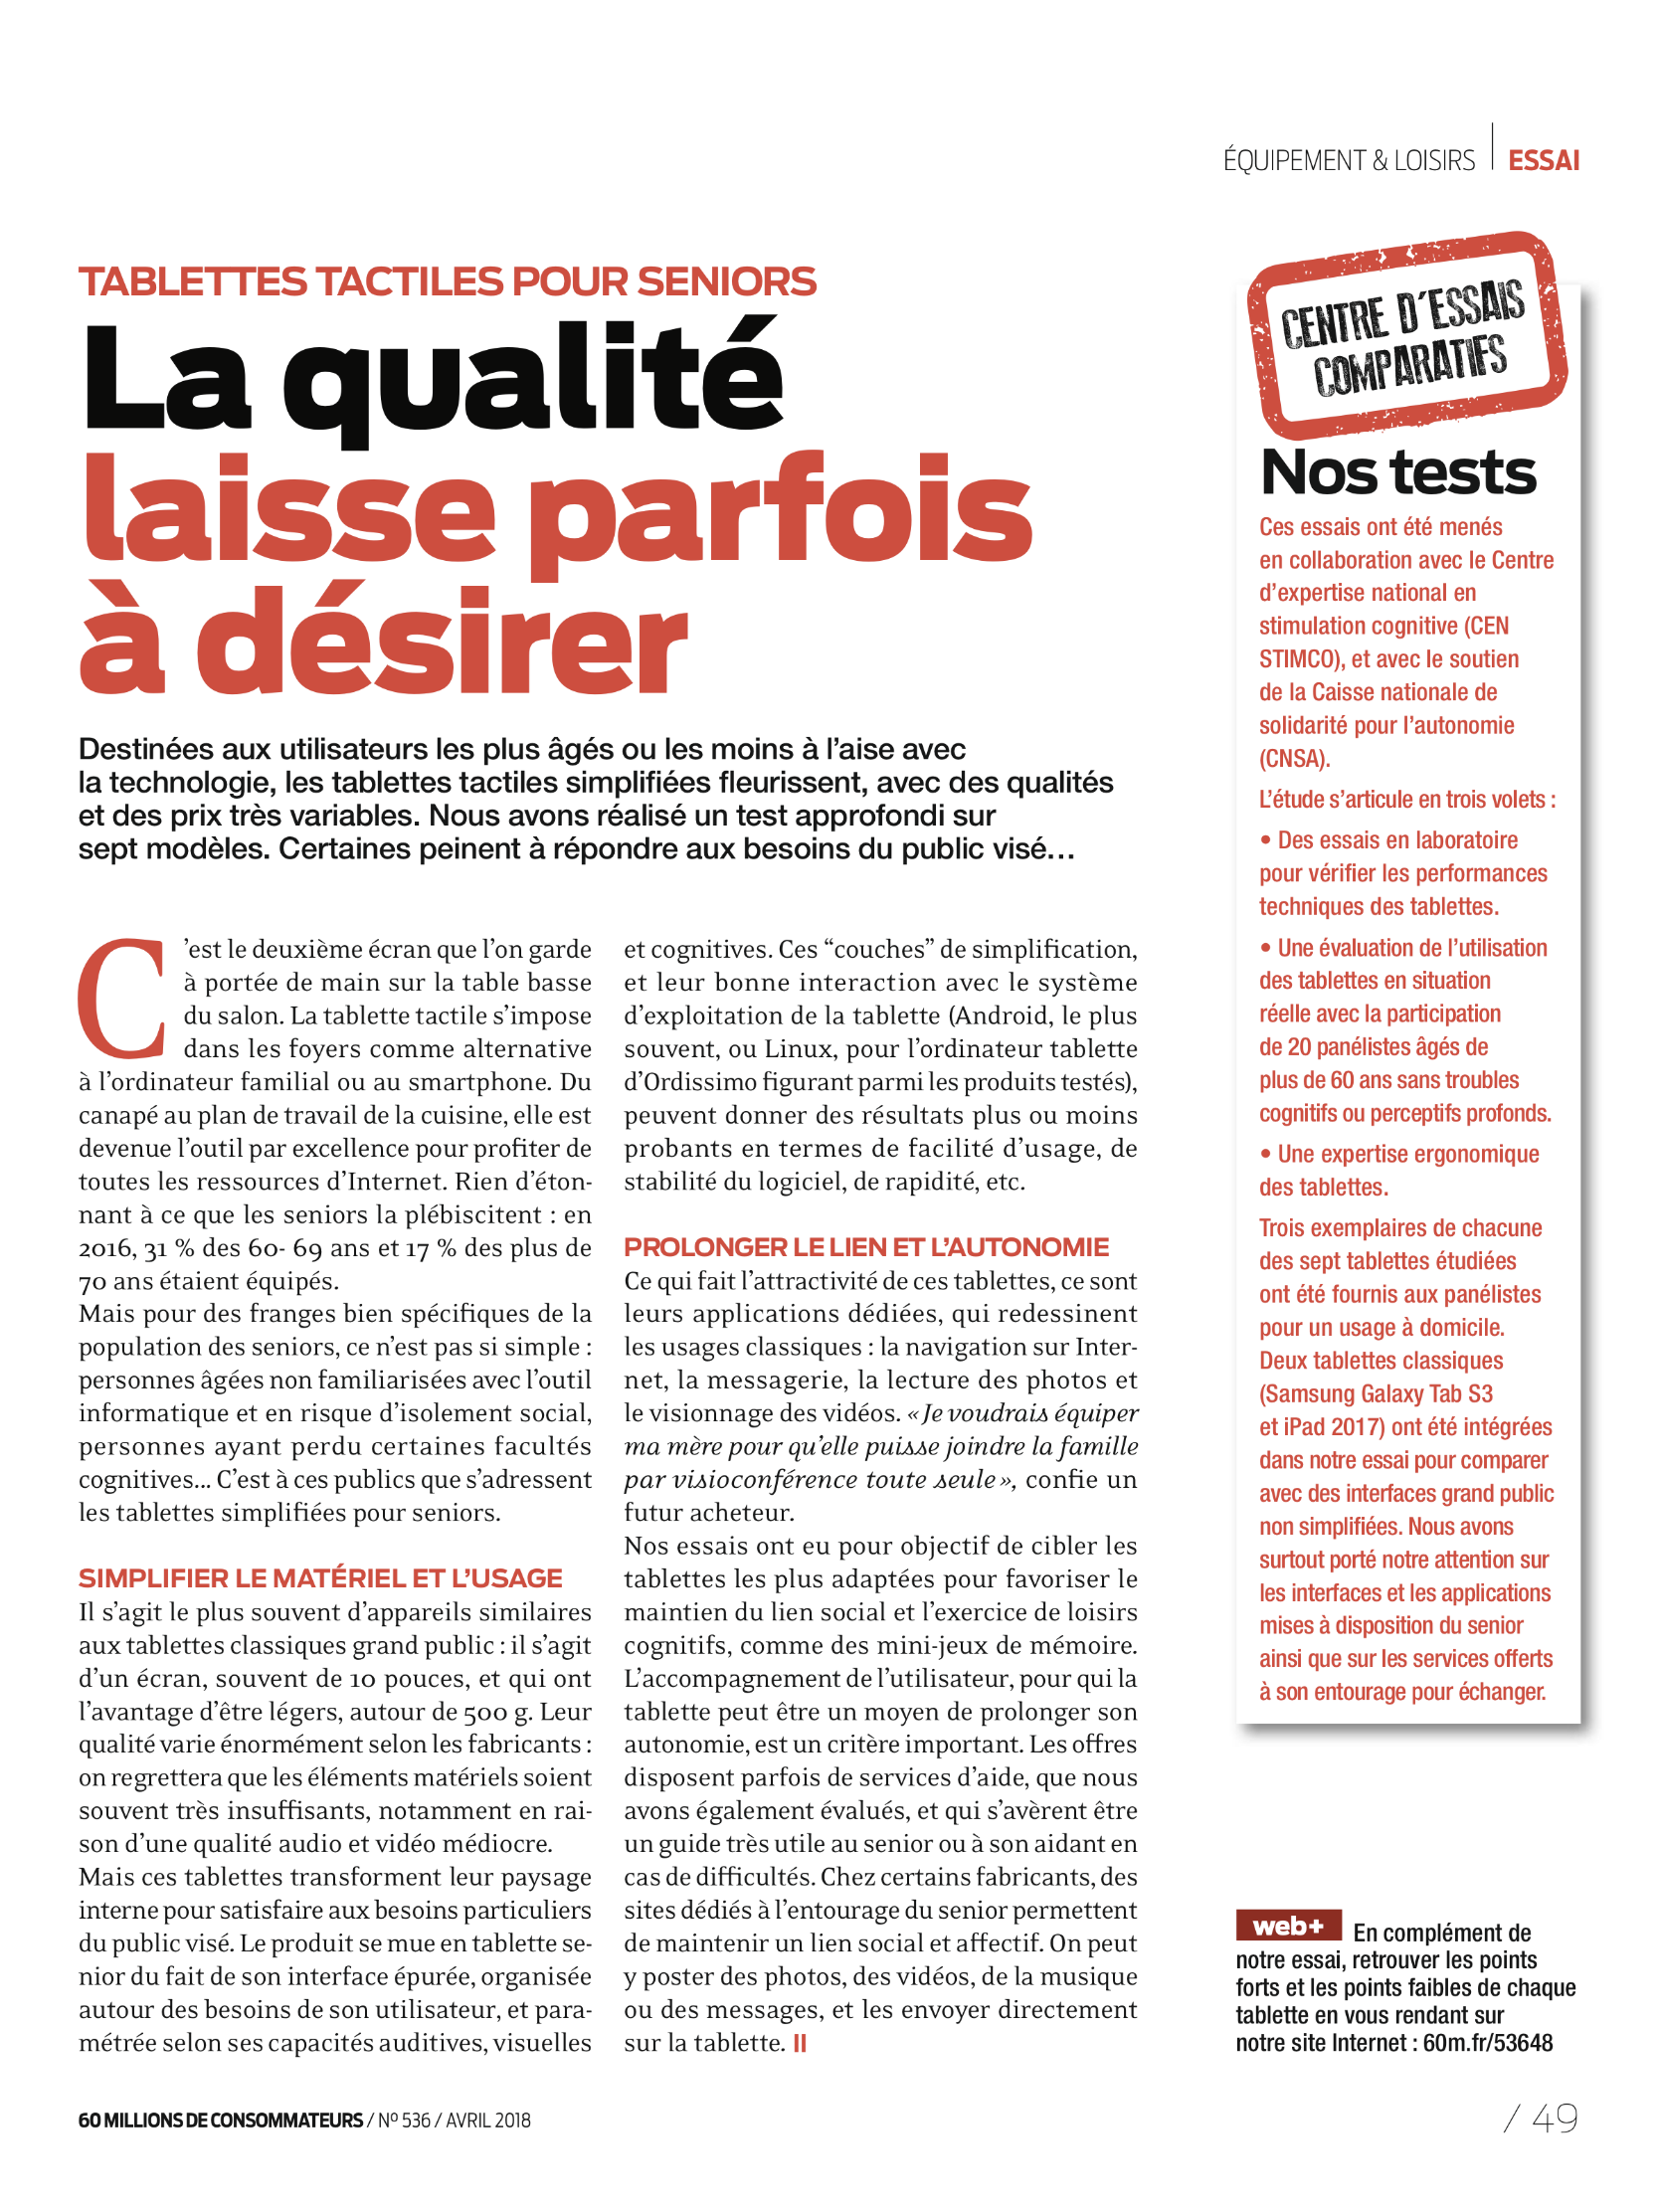 ÉQUIPEMENT & LOISIRS | ESSAI
TABLETTES TACTILES POUR SENIORS
La qualité
laisse parfois
à désirer
Destinées aux utilisateurs les plus âgés ou les moins à l’aise avec
la technologie, les tablettes tactiles simplifiées fleurissent, avec des qualités
et des prix très variables. Nous avons réalisé un test approfondi sur
sept modèles. Certaines peinent à répondre aux besoins du public visé…
C’est le deuxième écran que l’on garde
à portée de main sur la table basse
du salon. La tablette tactile s’impose
dans les foyers comme alternative
à l’ordinateur familial ou au smartphone. Du
canapé au plan de travail de la cuisine, elle est
devenue l’outil par excellence pour profiter de
toutes les ressources d’Internet. Rien d’éton-
nant à ce que les seniors la plébiscitent : en
2016, 31 % des 60- 69 ans et 17 % des plus de
70 ans étaient équipés.
Mais pour des franges bien spécifiques de la
population des seniors, ce n’est pas si simple :
personnes âgées non familiarisées avec l’outil
informatique et en risque d’isolement social,
personnes ayant perdu certaines facultés
cognitives… C’est à ces publics que s’adressent
les tablettes simplifiées pour seniors.
SIMPLIFIER LE MATÉRIEL ET L’USAGE
Il s’agit le plus souvent d’appareils similaires
aux tablettes classiques grand public : il s’agit
d’un écran, souvent de 10 pouces, et qui ont
l’avantage d’être légers, autour de 500 g. Leur
qualité varie énormément selon les fabricants :
on regrettera que les éléments matériels soient
souvent très insuffisants, notamment en rai-
son d’une qualité audio et vidéo médiocre.
Mais ces tablettes transforment leur paysage
interne pour satisfaire aux besoins particuliers
du public visé. Le produit se mue en tablette se-
nior du fait de son interface épurée, organisée
autour des besoins de son utilisateur, et para-
métrée selon ses capacités auditives, visuelles
et cognitives. Ces “couches” de simplification,
et leur bonne interaction avec le système
d’exploitation de la tablette (Android, le plus
souvent, ou Linux, pour l’ordinateur tablette
d’Ordissimo figurant parmi les produits testés),
peuvent donner des résultats plus ou moins
probants en termes de facilité d’usage, de
stabilité du logiciel, de rapidité, etc.
PROLONGER LE LIEN ET L’AUTONOMIE
Ce qui fait l’attractivité de ces tablettes, ce sont
leurs applications dédiées, qui redessinent
les usages classiques : la navigation sur Inter-
net, la messagerie, la lecture des photos et
le visionnage des vidéos. « Je voudrais équiper
ma mère pour qu’elle puisse joindre la famille
par visioconférence toute seule », confie un
futur acheteur.
Nos essais ont eu pour objectif de cibler les
tablettes les plus adaptées pour favoriser le
maintien du lien social et l’exercice de loisirs
cognitifs, comme des mini-jeux de mémoire.
L’accompagnement de l’utilisateur, pour qui la
tablette peut être un moyen de prolonger son
autonomie, est un critère important. Les offres
disposent parfois de services d’aide, que nous
avons également évalués, et qui s’avèrent être
un guide très utile au senior ou à son aidant en
cas de difficultés. Chez certains fabricants, des
sites dédiés à l’entourage du senior permettent
de maintenir un lien social et affectif. On peut
y poster des photos, des vidéos, de la musique
ou des messages, et les envoyer directement
sur la tablette. II
CENTRE D’ESSAIS
COMPARATIFS
Nos tests
Ces essais ont été menés
en collaboration avec le Centre
d’expertise national en
stimulation cognitive (CEN
STIMCO), et avec le soutien
de la Caisse nationale de
solidarité pour l’autonomie
(CNSA).
L’étude s’articule en trois volets :
• Des essais en laboratoire
pour vérifier les performances
techniques des tablettes.
• Une évaluation de l’utilisation
des tablettes en situation
réelle avec la participation
de 20 panélistes âgés de
plus de 60 ans sans troubles
cognitifs ou perceptifs profonds.
• Une expertise ergonomique
des tablettes.
Trois exemplaires de chacune
des sept tablettes étudiées
ont été fournis aux panélistes
pour un usage à domicile.
Deux tablettes classiques
(Samsung Galaxy Tab S3
et iPad 2017) ont été intégrées
dans notre essai pour comparer
avec des interfaces grand public
non simplifiées. Nous avons
surtout porté notre attention sur
les interfaces et les applications
mises à disposition du senior
ainsi que sur les services offerts
à son entourage pour échanger.
web+ En complément de
notre essai, retrouver les points
forts et les points faibles de chaque
tablette en vous rendant sur
notre site Internet : 60m.fr/53648
60 MILLIONS DE CONSOMMATEURS / Nº 536 / AVRIL 2018
/ 49